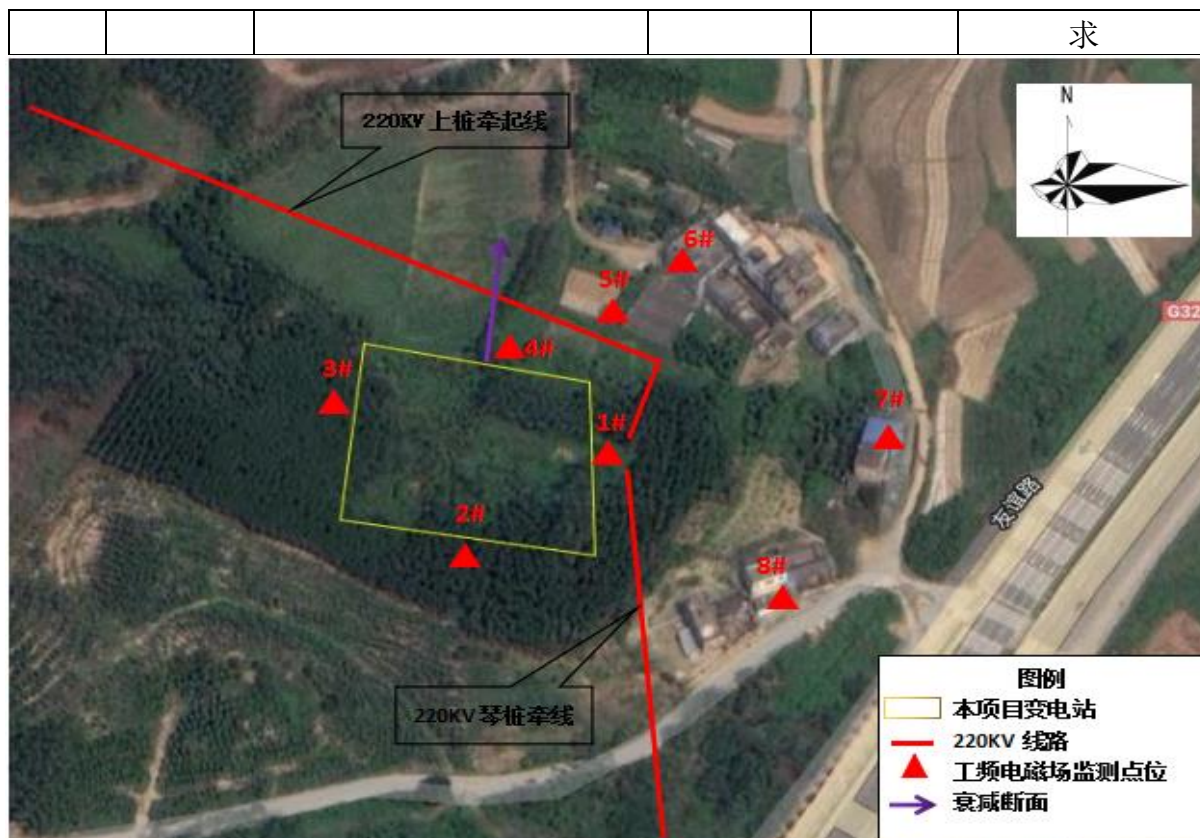 求
220KV 上桩牵起线
N
6#
5#
G32
4#
3#
7#
1#
友谊路
2#
8#
220KV 琴桩牵线
图例
本项目变电站
220KV 线路
工频电磁场监测点位
衰减断面